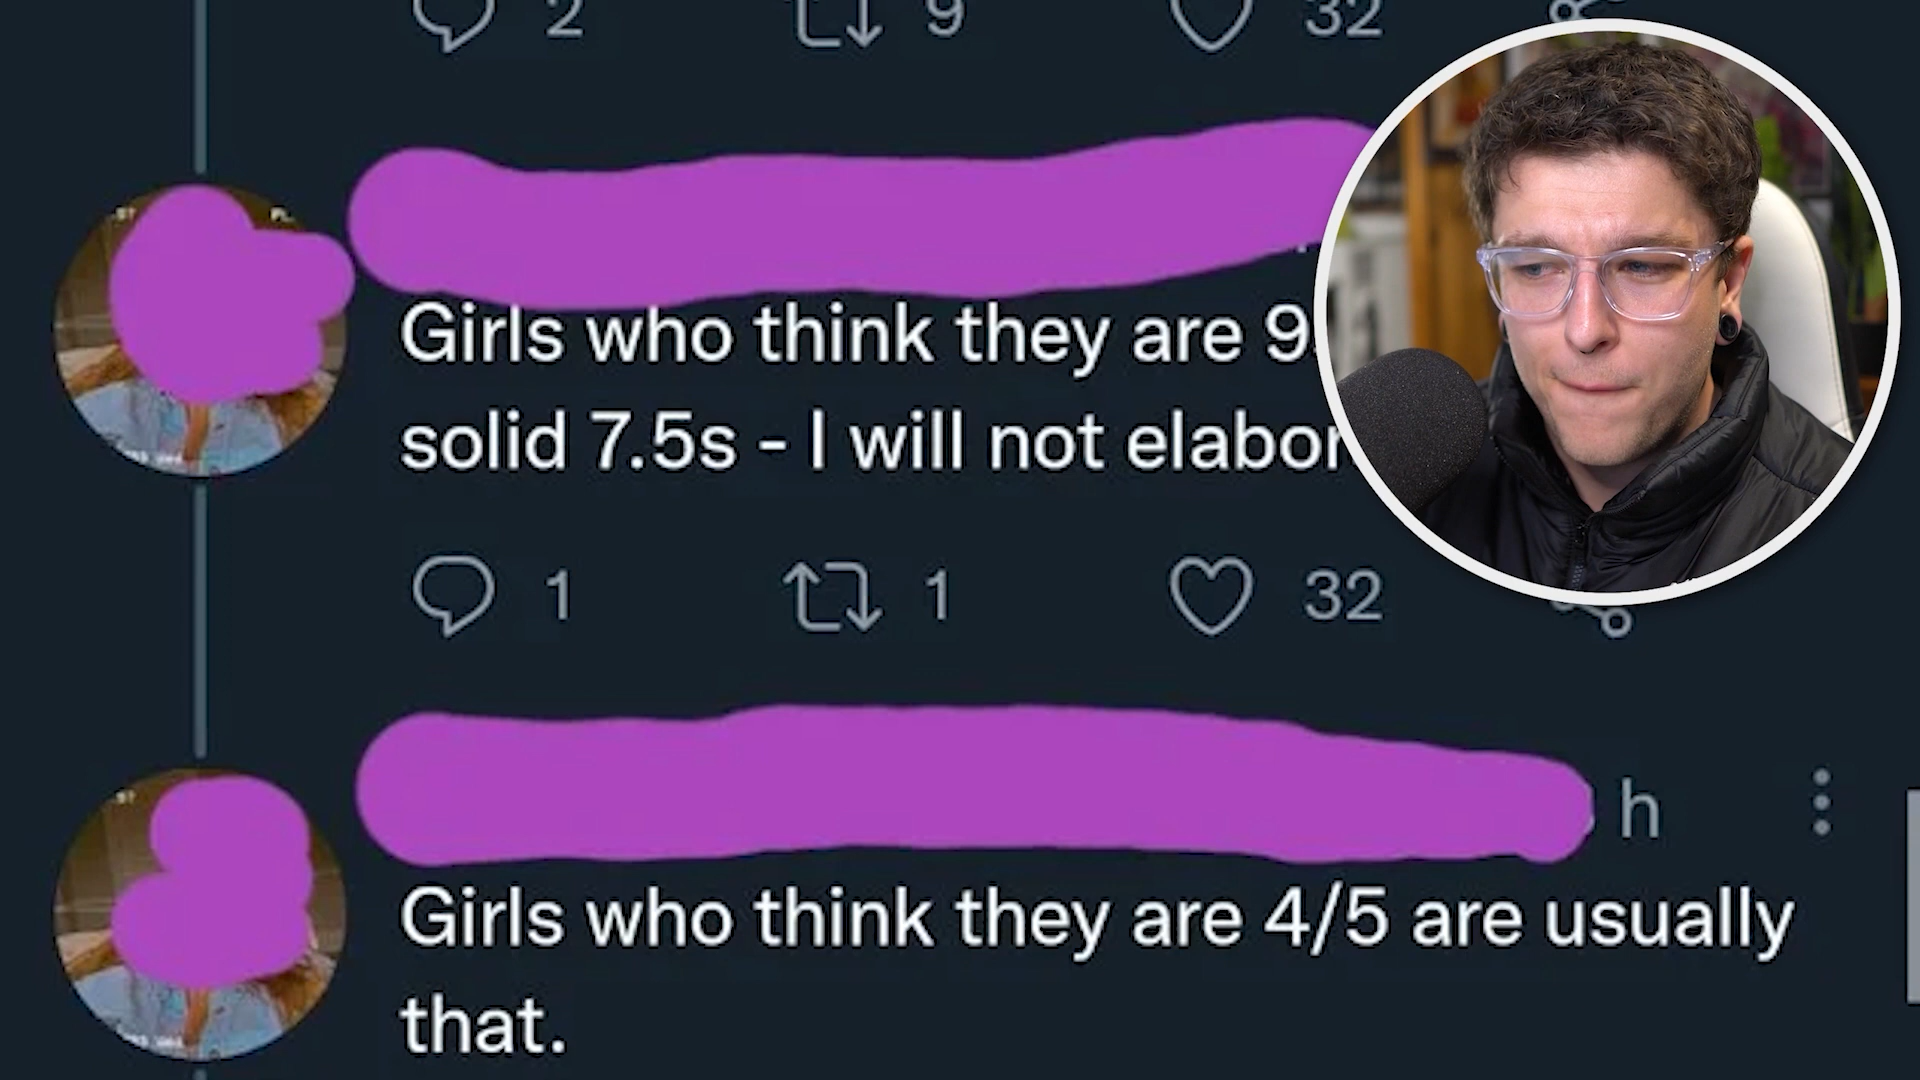 2 9 32
Girls who think they are 9
solid 7.5s - I will not
1 1 32
h
Girls who think they are 4/5 are usually
that.